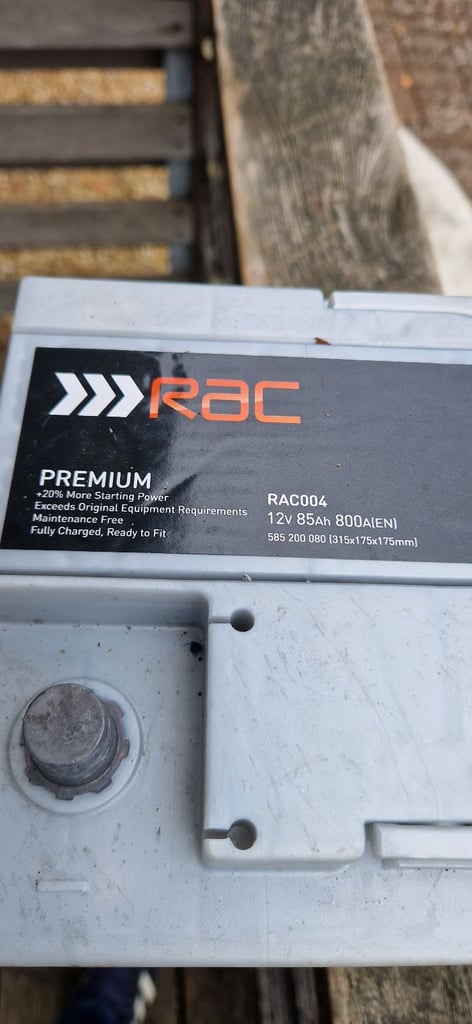 RAC
PREMIUM
+20% More Starting Power
Exceeds Original Equipment Requirements
Maintenance Free
Fully Charged, Ready to Fit
RAC004
12V 85Ah 800A(EN)
585 200 080 (315x175x175mm)